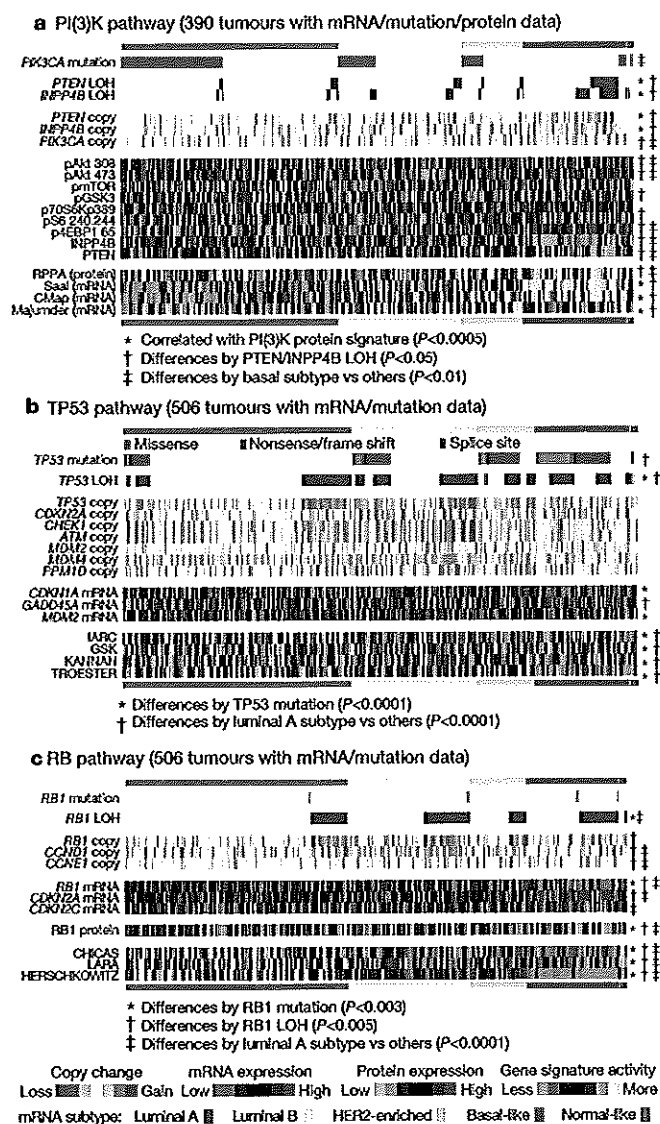 a PI(3)K pathway (390 tumours with mRNA/mutation/protein data)
PIK3CA mutation ‡
PTEN LOH * †
INPP4B LOH * †
PTEN copy * †
INPP4B copy * †
PIK3CA copy † ‡
pAkt 308 † ‡
pAkt 473 † ‡
pmTOR
pGSK3 †
p70S6Kp389
pS6 240.244
p4EBP1 65 † ‡
INPP4B † ‡
PTEN † ‡
RPPA (protein) † ‡
Saal (mRNA) * † ‡
CMap (mRNA) * †
Majumder (mRNA) * † ‡
* Correlated with PI(3)K protein signature (P<0.0005)
† Differences by PTEN/INPP4B LOH (P<0.05)
‡ Differences by basal subtype vs others (P<0.01)
b TP53 pathway (506 tumours with mRNA/mutation data)
Missense Nonsense/frame shift Splice site
TP53 mutation †
TP53 LOH * †
TP53 copy
CDKN2A copy
CHEK1 copy
ATM copy
MDM2 copy
MDM4 copy
PPM1D copy
CDKN1A mRNA *
GADD45A mRNA †
MDM2 mRNA *
IARC * †
GSK * †
KANNAN * †
TROESTER * †
* Differences by TP53 mutation (P<0.0001)
† Differences by luminal A subtype vs others (P<0.0001)
c RB pathway (506 tumours with mRNA/mutation data)
RB1 mutation
RB1 LOH * ‡
RB1 copy †
CCND1 copy † ‡
CCNE1 copy † ‡
RB1 mRNA * † ‡
CDKN2A mRNA † ‡
CDKN2C mRNA ‡
RB1 protein * † ‡
CHICAS * † ‡
LARA * † ‡
HERSCHKOWITZ * † ‡
* Differences by RB1 mutation (P<0.003)
† Differences by RB1 LOH (P<0.005)
‡ Differences by luminal A subtype vs others (P<0.0001)
Copy change mRNA expression Protein expression Gene signature activity
Loss Gain Low High Low High Less More
mRNA subtype: Luminal A Luminal B HER2-enriched Basal-like Normal-like